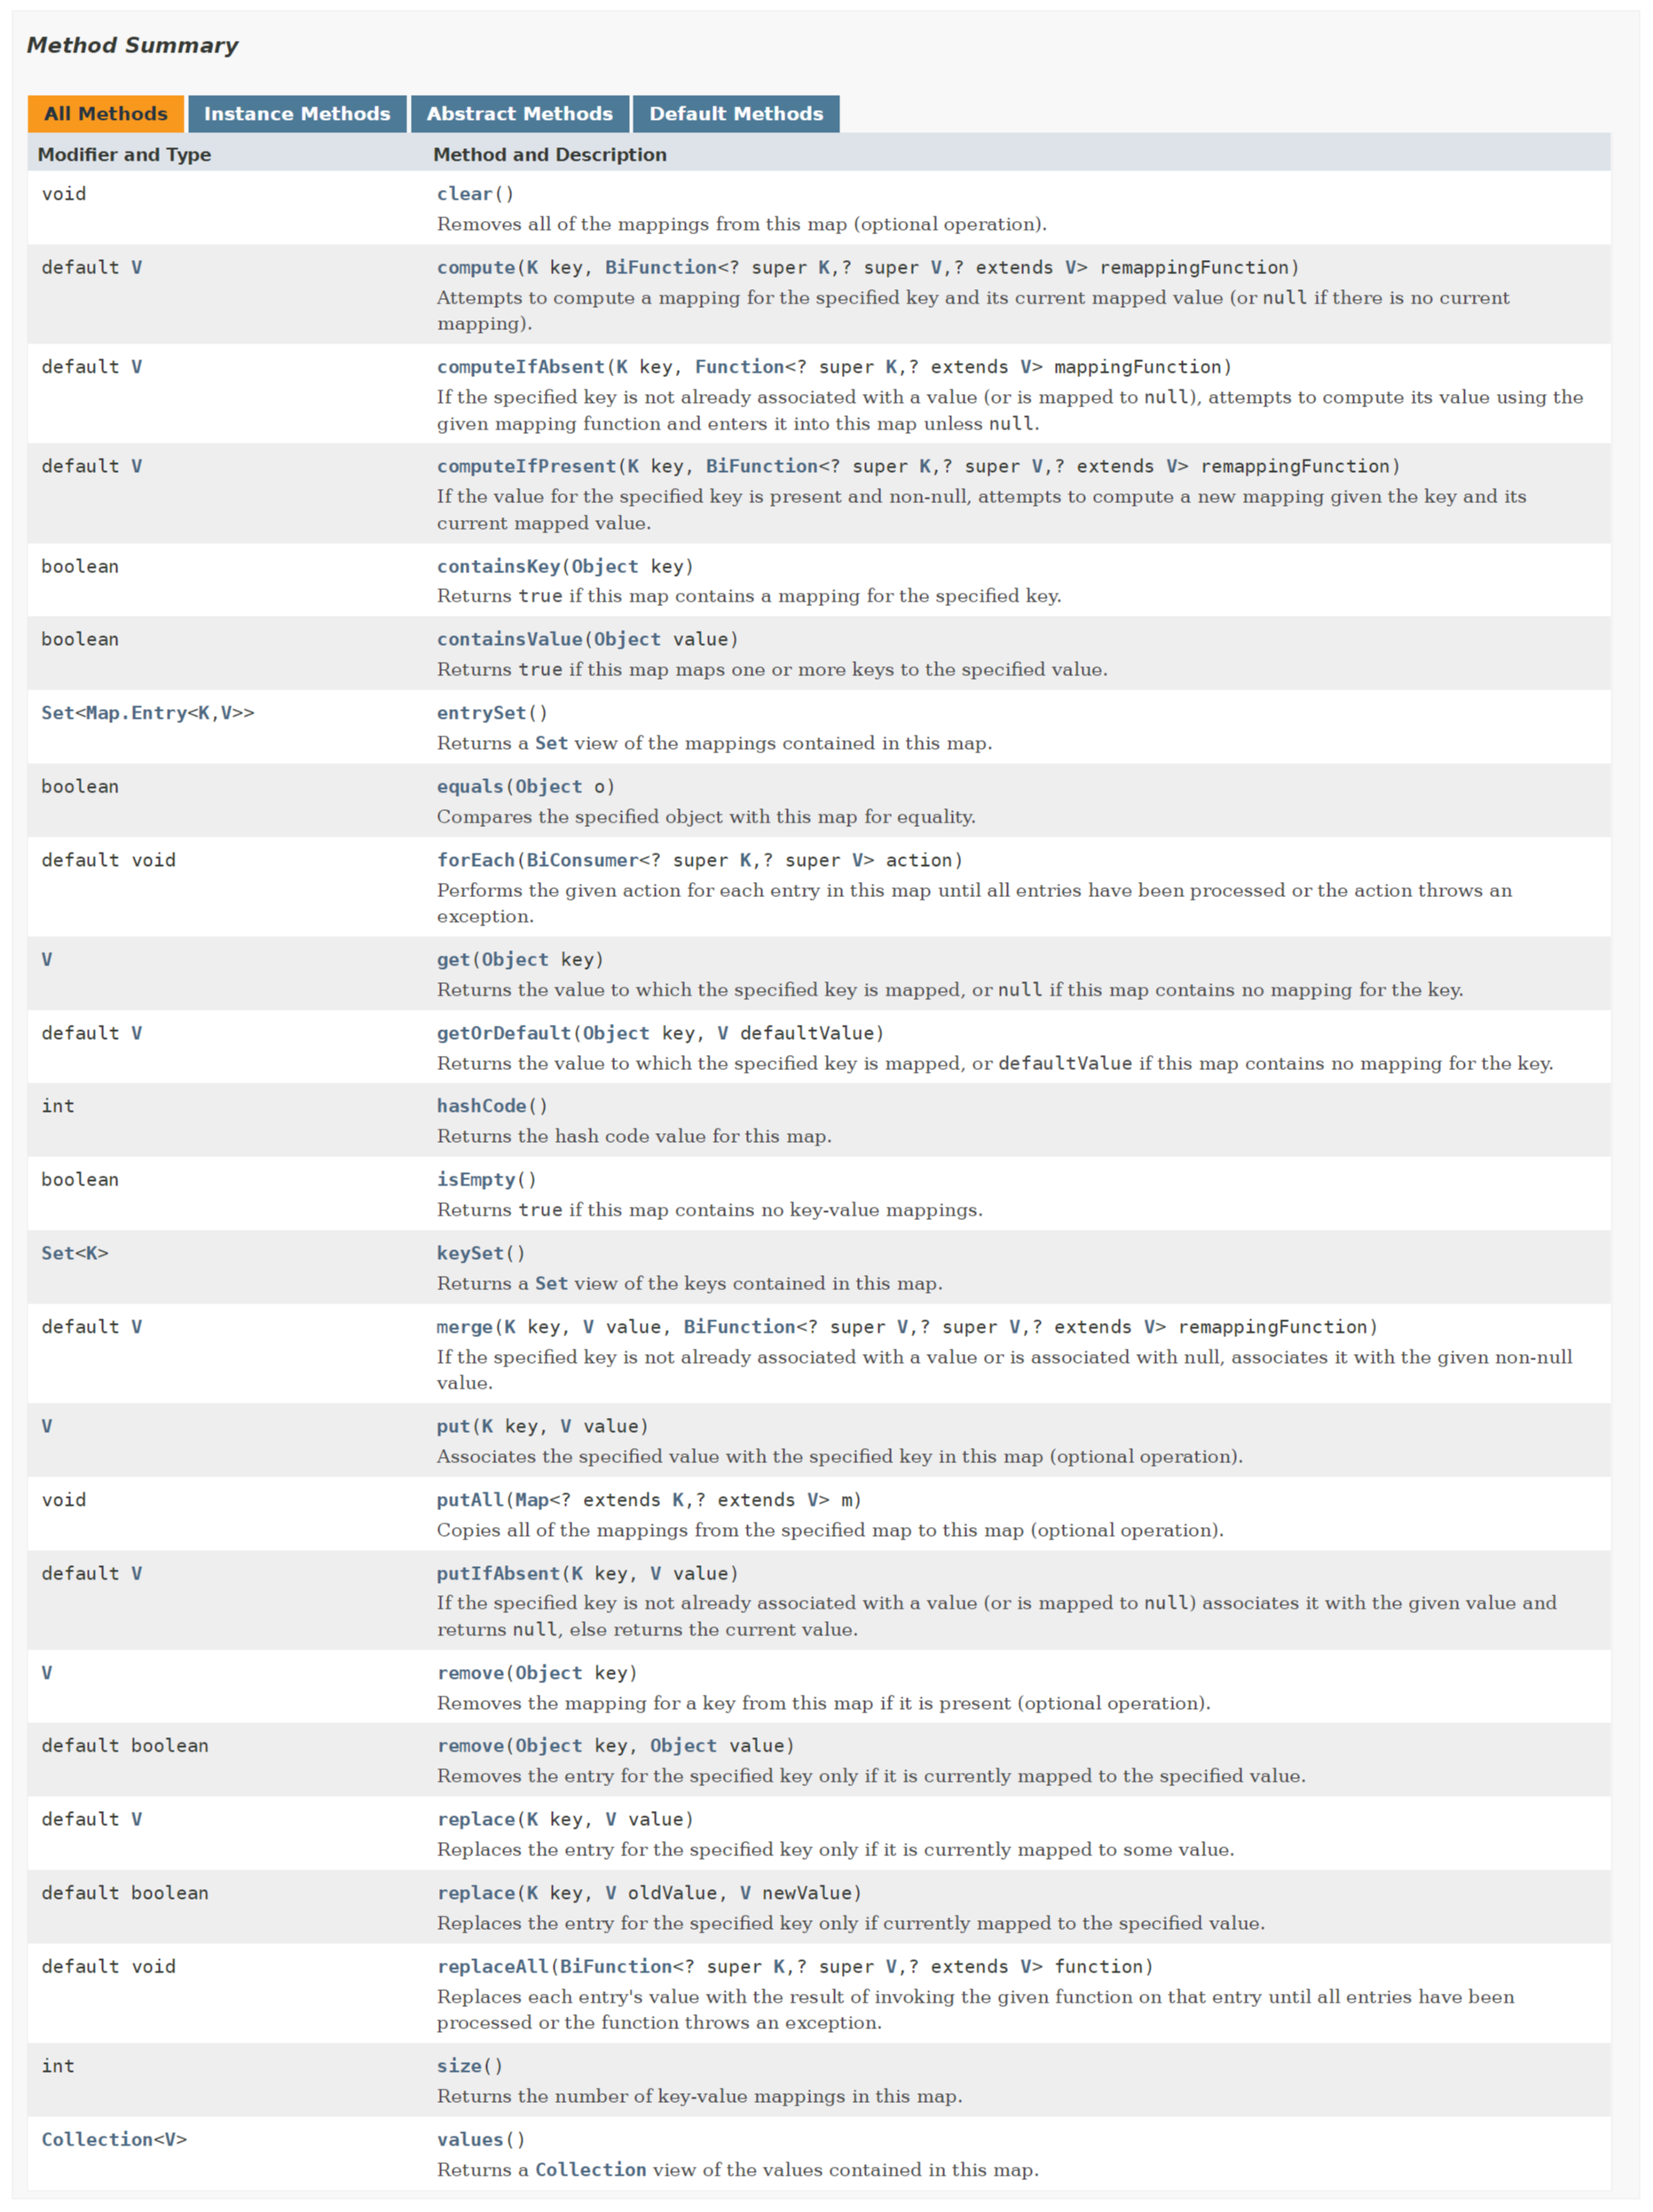 Method Summary
All Methods Instance Methods Abstract Methods Default Methods
Modifier and Type Method and Description
void clear()
Removes all of the mappings from this map (optional operation).
default V compute(K key, BiFunction<? super K,? super V,? extends V> remappingFunction)
Attempts to compute a mapping for the specified key and its current mapped value (or null if there is no current
mapping).
default V computeIfAbsent(K key, Function<? super K,? extends V> mappingFunction)
If the specified key is not already associated with a value (or is mapped to null), attempts to compute its value using the
given mapping function and enters it into this map unless null.
default V computeIfPresent(K key, BiFunction<? super K,? super V,? extends V> remappingFunction)
If the value for the specified key is present and non-null, attempts to compute a new mapping given the key and its
current mapped value.
boolean containsKey(Object key)
Returns true if this map contains a mapping for the specified key.
boolean containsValue(Object value)
Returns true if this map maps one or more keys to the specified value.
Set<Map.Entry<K,V>> entrySet()
Returns a Set view of the mappings contained in this map.
boolean equals(Object o)
Compares the specified object with this map for equality.
default void forEach(BiConsumer<? super K,? super V> action)
Performs the given action for each entry in this map until all entries have been processed or the action throws an
exception.
V get(Object key)
Returns the value to which the specified key is mapped, or null if this map contains no mapping for the key.
default V getOrDefault(Object key, V defaultValue)
Returns the value to which the specified key is mapped, or defaultValue if this map contains no mapping for the key.
int hashCode()
Returns the hash code value for this map.
boolean isEmpty()
Returns true if this map contains no key-value mappings.
Set<K> keySet()
Returns a Set view of the keys contained in this map.
default V merge(K key, V value, BiFunction<? super V,? super V,? extends V> remappingFunction)
If the specified key is not already associated with a value or is associated with null, associates it with the given non-null
value.
V put(K key, V value)
Associates the specified value with the specified key in this map (optional operation).
void putAll(Map<? extends K,? extends V> m)
Copies all of the mappings from the specified map to this map (optional operation).
default V putIfAbsent(K key, V value)
If the specified key is not already associated with a value (or is mapped to null) associates it with the given value and
returns null, else returns the current value.
V remove(Object key)
Removes the mapping for a key from this map if it is present (optional operation).
default boolean remove(Object key, Object value)
Removes the entry for the specified key only if it is currently mapped to the specified value.
default V replace(K key, V value)
Replaces the entry for the specified key only if it is currently mapped to some value.
default boolean replace(K key, V oldValue, V newValue)
Replaces the entry for the specified key only if currently mapped to the specified value.
default void replaceAll(BiFunction<? super K,? super V,? extends V> function)
Replaces each entry's value with the result of invoking the given function on that entry until all entries have been
processed or the function throws an exception.
int size()
Returns the number of key-value mappings in this map.
Collection<V> values()
Returns a Collection view of the values contained in this map.